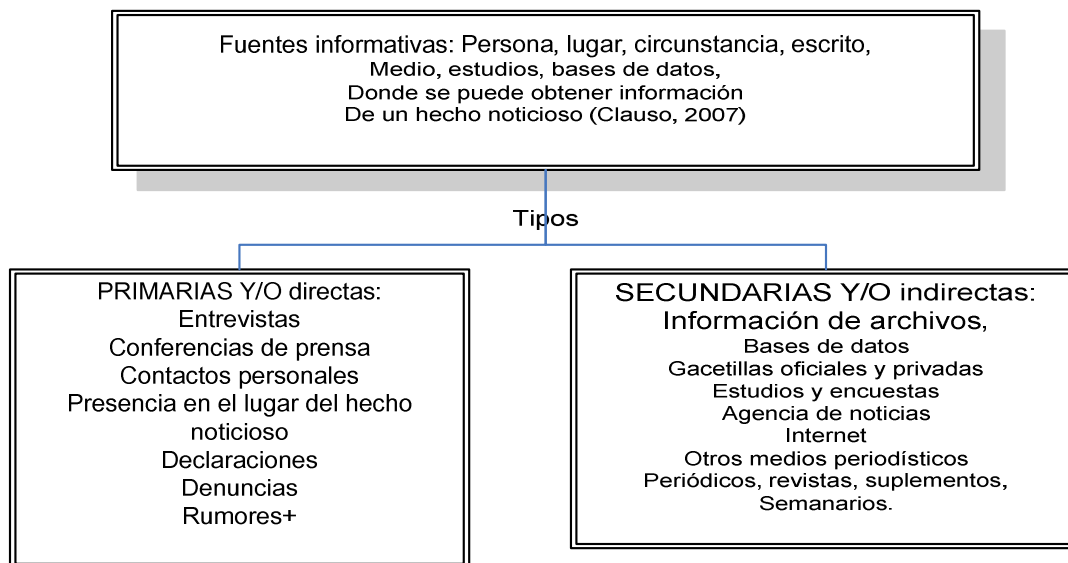 Fuentes informativas: Persona, lugar, circunstancia, escrito,
Medio, estudios, bases de datos,
Donde se puede obtener información
De un hecho noticioso (Clauso, 2007)
Tipos
PRIMARIAS Y/O directas:
Entrevistas
Conferencias de prensa
Contactos personales
Presencia en el lugar del hecho
noticioso
Declaraciones
Denuncias
Rumores+
SECUNDARIAS Y/O indirectas:
Información de archivos,
Bases de datos
Gacetillas oficiales y privadas
Estudios y encuestas
Agencia de noticias
Internet
Otros medios periodísticos
Periódicos, revistas, suplementos,
Semanarios.